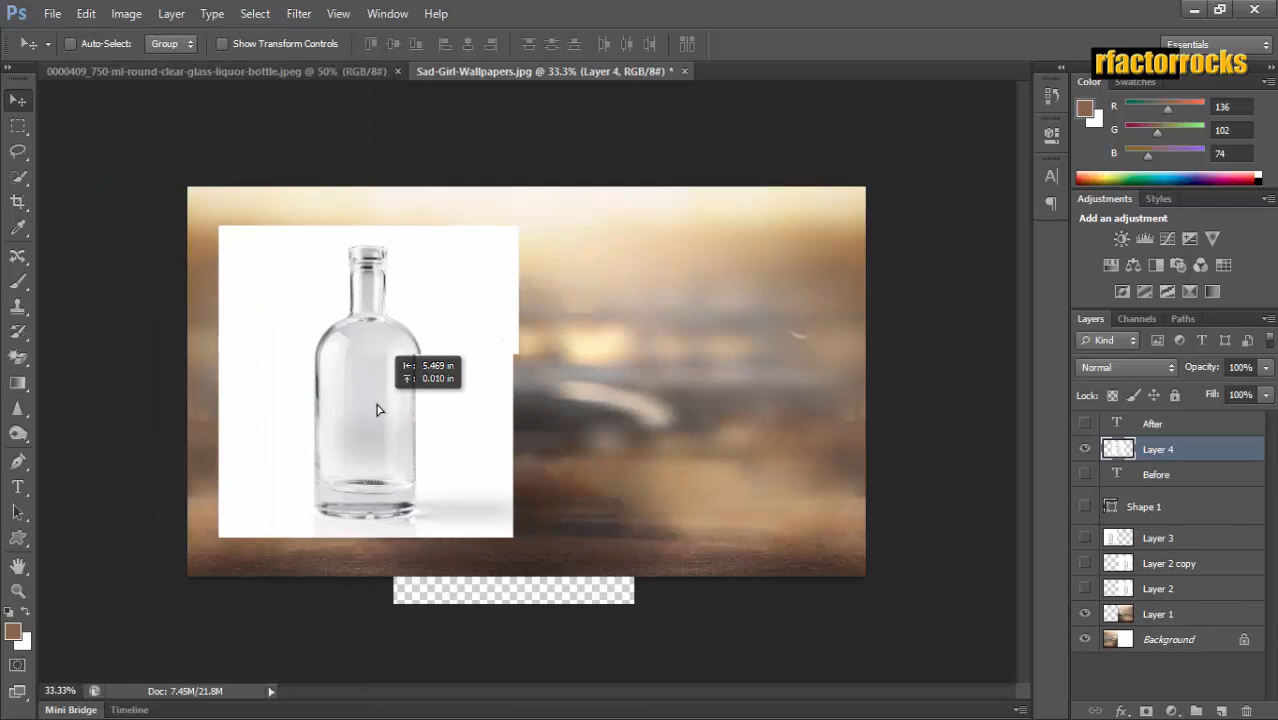 Ps File Edit Image Layer Type Select Filter View Window Help
Auto-Select: Group Show Transform Controls Essentials
rfactorrocks
0000409_750-ml-round-clear-glass-liquor-bottle.jpeg @ 50% (RGB/8#) × Sad-Girl-Wallpapers.jpg @ 33.3% (Layer 4, RGB/8#) * ×
Color Swatches
R 136
G 102
B 74
Adjustments Styles
Add an adjustment
Layers Channels Paths
Kind
Normal Opacity: 100%
Lock: Fill: 100%
After
Layer 4
Before
Shape 1
Layer 3
Layer 2 copy
Layer 2
Layer 1
Background
5.469 in
0.010 in
33.33% Doc: 7.45M/21.8M
Mini Bridge Timeline